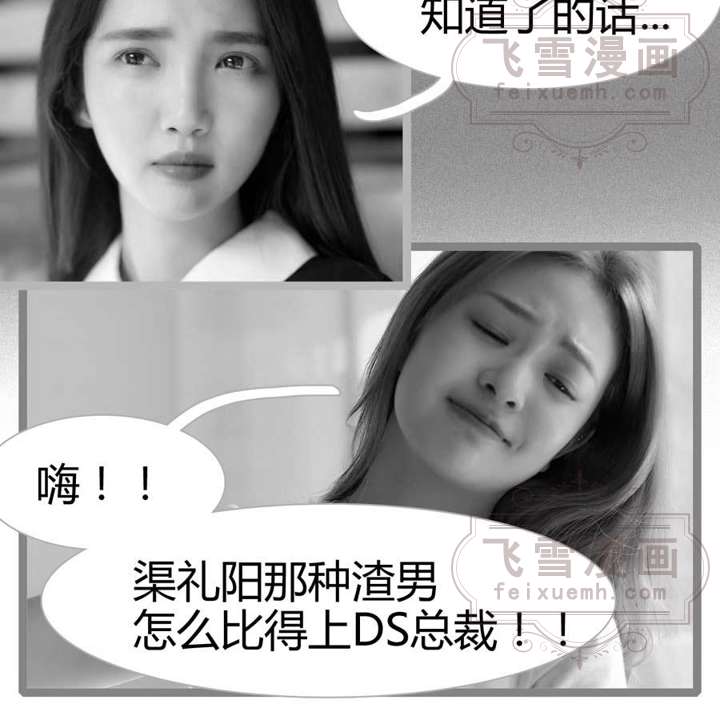 知道了的话...
飞雪漫画
feixuemh.com
嗨！！
渠礼阳那种渣男
怎么比得上DS总裁！！
飞雪漫画
feixuemh.com